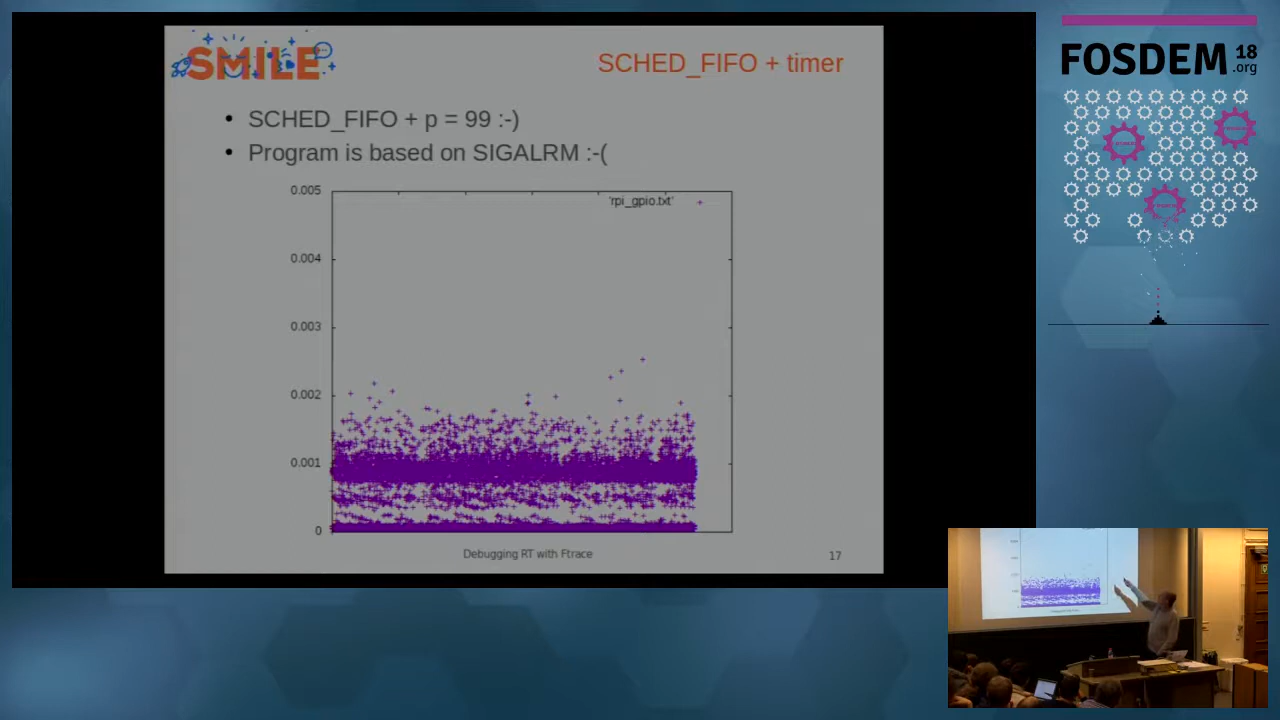 SMILE
SCHED_FIFO + timer
• SCHED_FIFO + p = 99 :-)
• Program is based on SIGALRM :-(
0.005
'rpi_gpio.txt'
0.004
0.003
0.002
0.001
0
Debugging RT with Ftrace
17
FOSDEM 18
.org